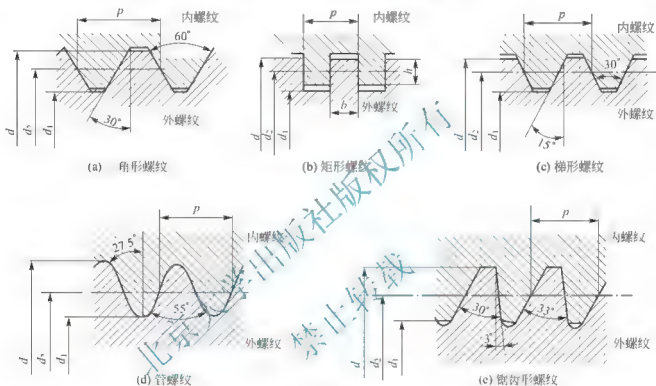 p
内螺纹
60°
30°
外螺纹
d
d₂
d₁
(a) 角形螺纹
p
内螺纹
h
b
外螺纹
d
d₂
d₁
(b) 矩形螺纹
p
内螺纹
30°
15°
外螺纹
d
d₂
d₁
(c) 梯形螺纹
p
27.5°
内螺纹
55°
外螺纹
d
d₂
d₁
(d) 管螺纹
p
内螺纹
30°
3°
33°
外螺纹
d
d₂
d₁
(e) 锯齿形螺纹
北京大学出版社版权所有
禁止转载